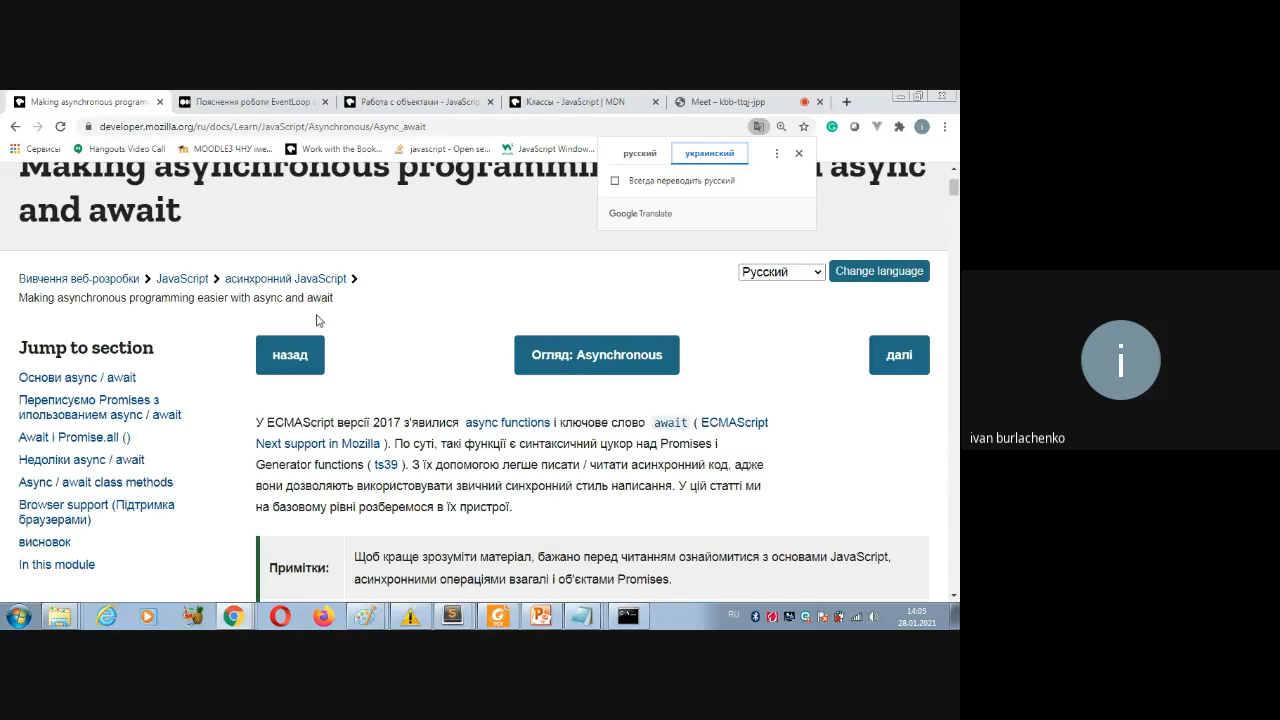 Making asynchronous programm
Пояснення роботи EventLoop с
Работа с объектами - JavaScrip
Классы - JavaScript | MDN
Meet – kbb-ttqj-jpp
developer.mozilla.org/ru/docs/Learn/JavaScript/Asynchronous/Async_await
Сервисы
Hangouts Video Call
MOODLE3 ЧНУ іме...
Work with the Book...
javascript - Open se...
JavaScript Window...
русский
украинский
Всегда переводить русский
Google Translate
Making asynchronous programmin
async
and await
Вивчення веб-розробки
JavaScript
асинхронний JavaScript
Making asynchronous programming easier with async and await
Русский
Change language
Jump to section
Основи async / await
Переписуємо Promises з
ипользованием async / await
Await і Promise.all ()
Недоліки async / await
Async / await class methods
Browser support (Підтримка
браузерами)
висновок
In this module
назад
Огляд: Asynchronous
далі
У ECMAScript версії 2017 з'явилися async functions і ключове слово await ( ECMAScript
Next support in Mozilla ). По суті, такі функції є синтаксичний цукор над Promises і
Generator functions ( ts39 ). З їх допомогою легше писати / читати асинхронний код, адже
вони дозволяють використовувати звичний синхронний стиль написання. У цій статті ми
на базовому рівні розберемося в їх пристрої.
Примітки:
Щоб краще зрозуміти матеріал, бажано перед читанням ознайомитися з основами JavaScript,
асинхронними операціями взагалі і об'єктами Promises.
RU
14:05
28.01.2021
i
ivan burlachenko